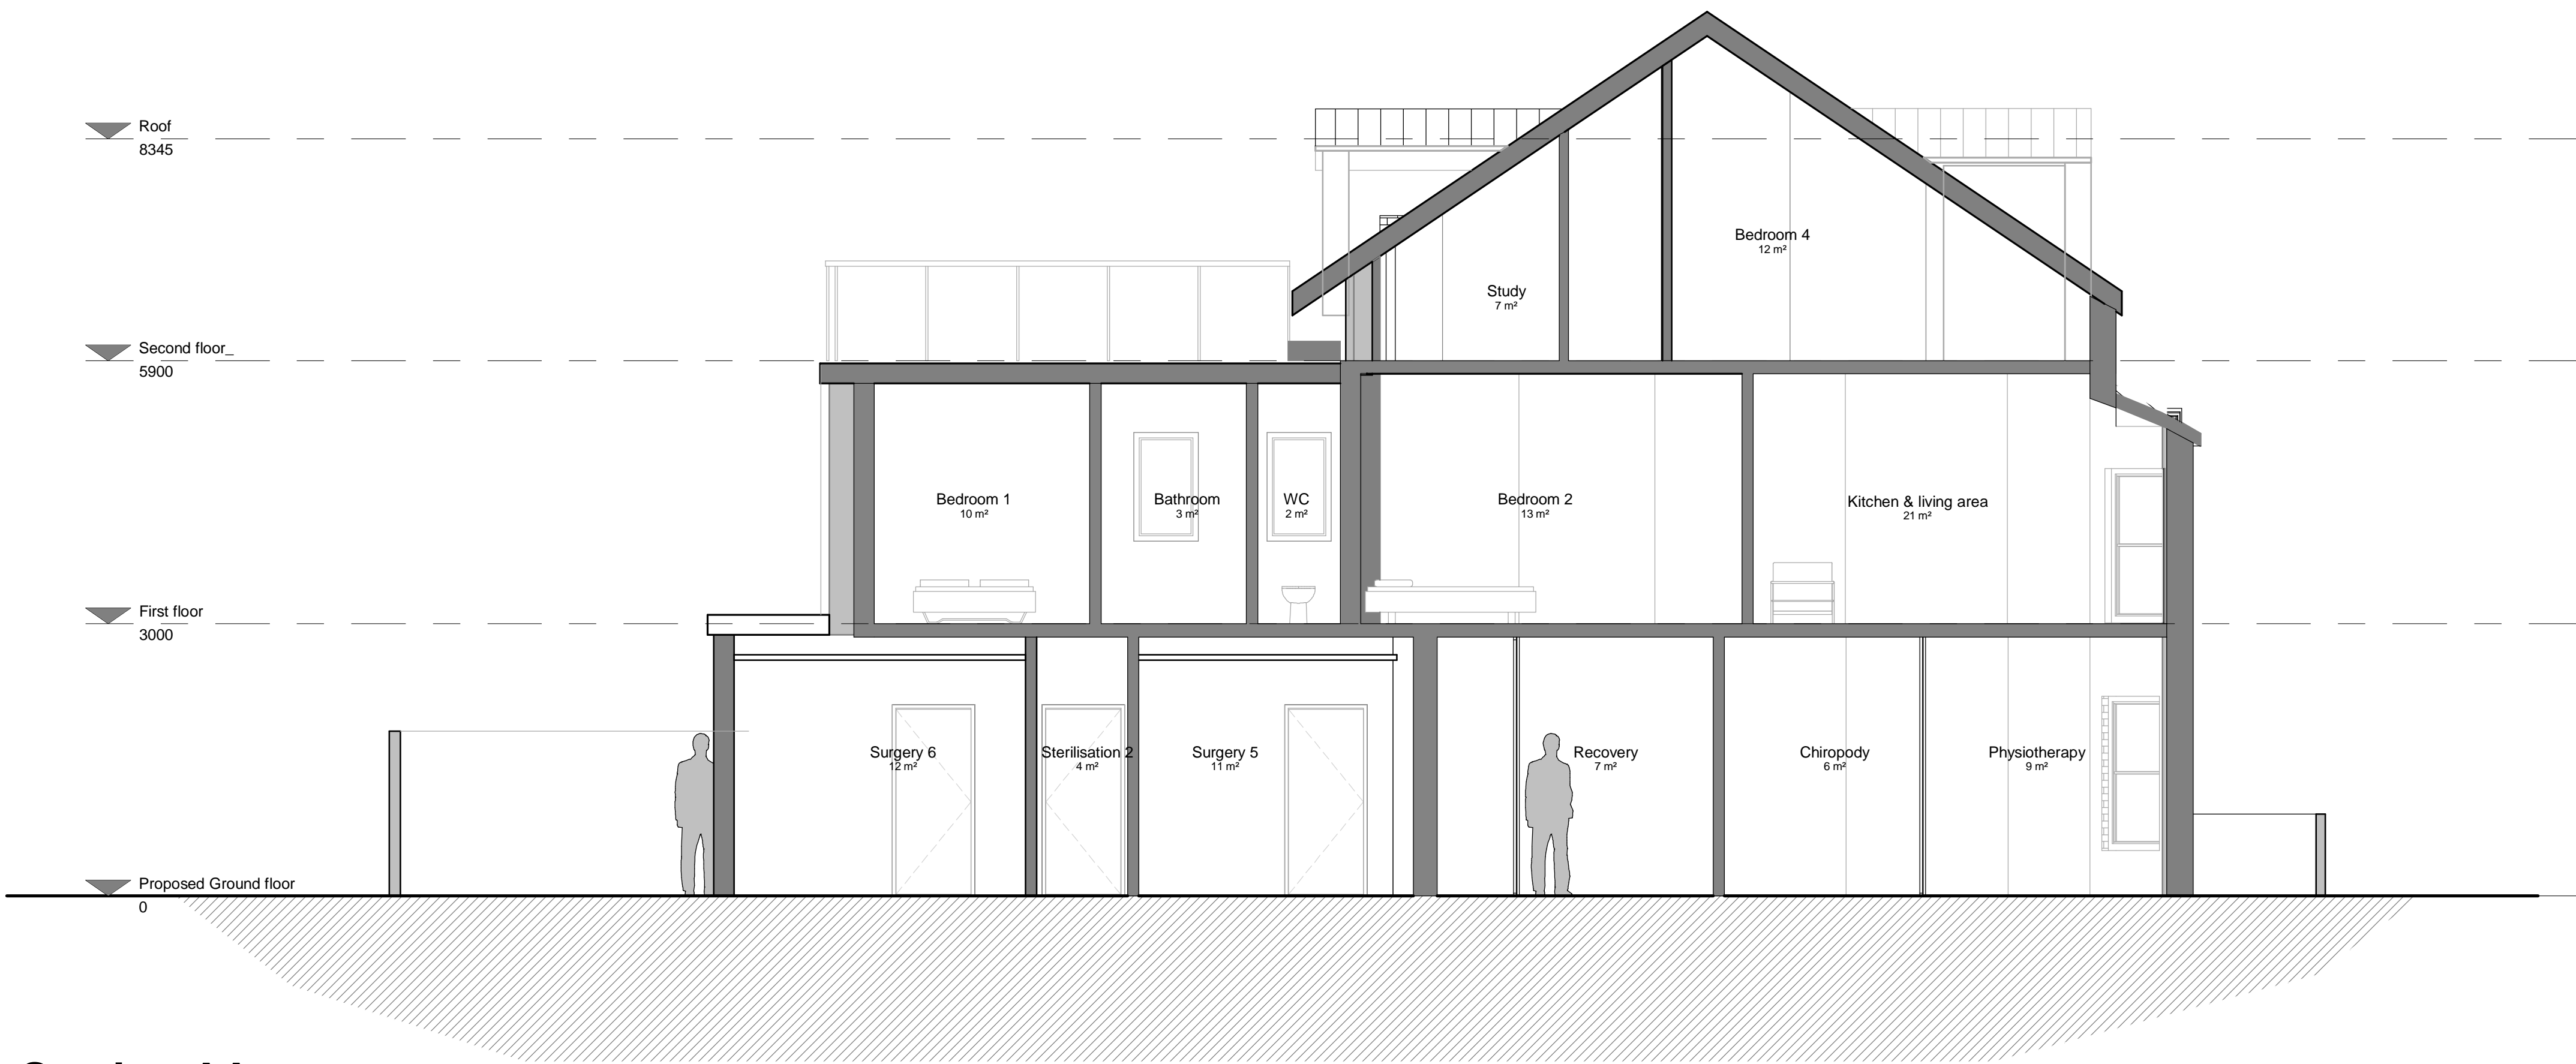 Roof
8345
Bedroom 4
12 m²
Study
7 m²
Second floor_
5900
Bedroom 1
10 m²
Bathroom
3 m²
WC
2 m²
Bedroom 2
13 m²
Kitchen & living area
21 m²
First floor
3000
Surgery 6
12 m²
Sterilisation 2
4 m²
Surgery 5
11 m²
Recovery
7 m²
Chiropody
6 m²
Physiotherapy
9 m²
Proposed Ground floor
0